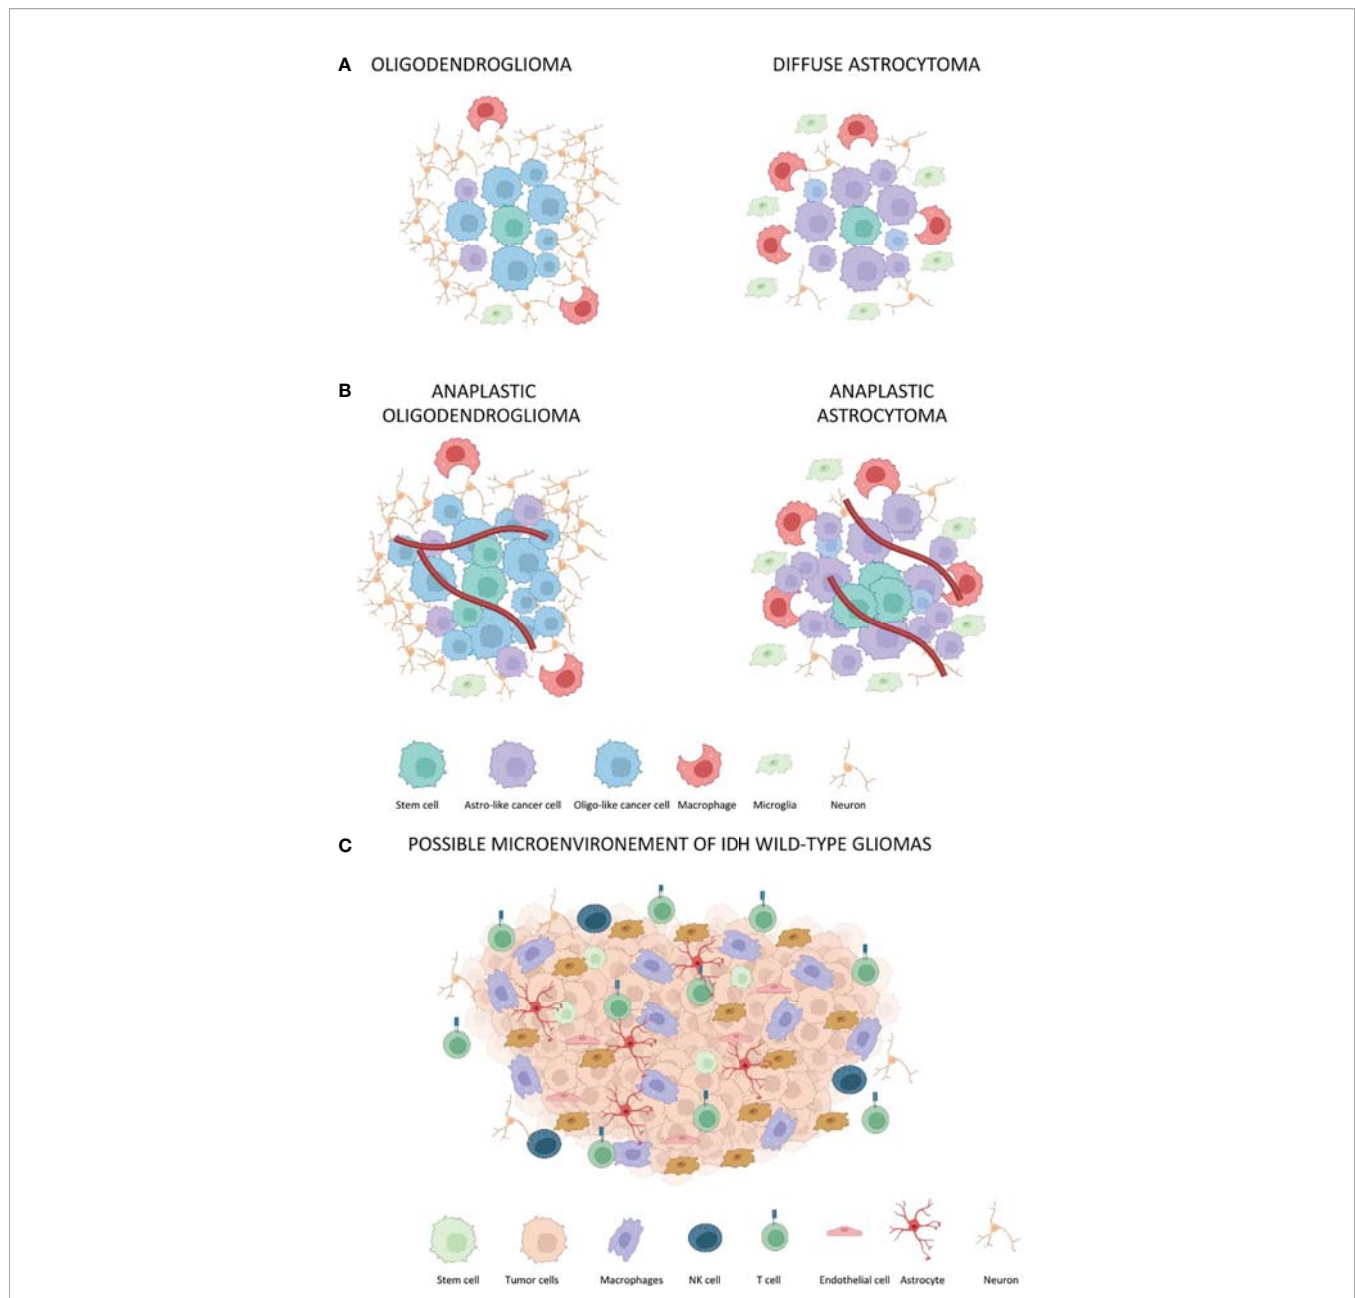 A OLIGODENDROGLIOMA DIFFUSE ASTROCYTOMA
B ANAPLASTIC OLIGODENDROGLIOMA ANAPLASTIC ASTROCYTOMA
Stem cell Astro-like cancer cell Oligo-like cancer cell Macrophage Microglia Neuron
C POSSIBLE MICROENVIRONEMENT OF IDH WILD-TYPE GLIOMAS
Stem cell Tumor cells Macrophages NK cell T cell Endothelial cell Astrocyte Neuron